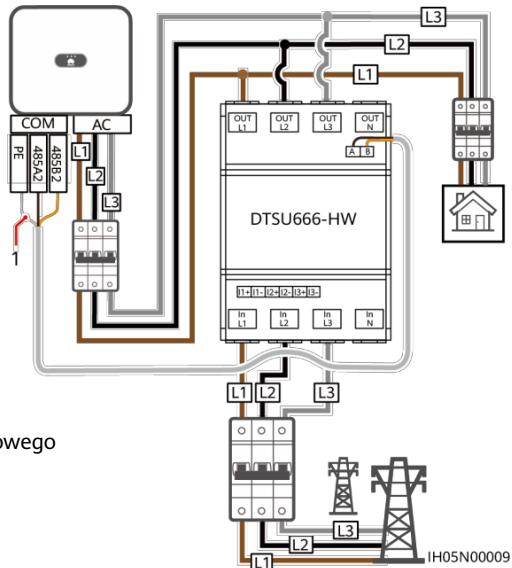 L3
L2
L1
COM
AC
PE
485A2
485B2
L1
L2
L3
1
OUT L1
OUT L2
OUT L3
OUT N
A B
DTSU666-HW
I1+ I1- I2+ I2- I3+ I3-
In L1
In L2
In L3
In N
L1
L2
L3
owego
L3
L2
L1
IH05N00009